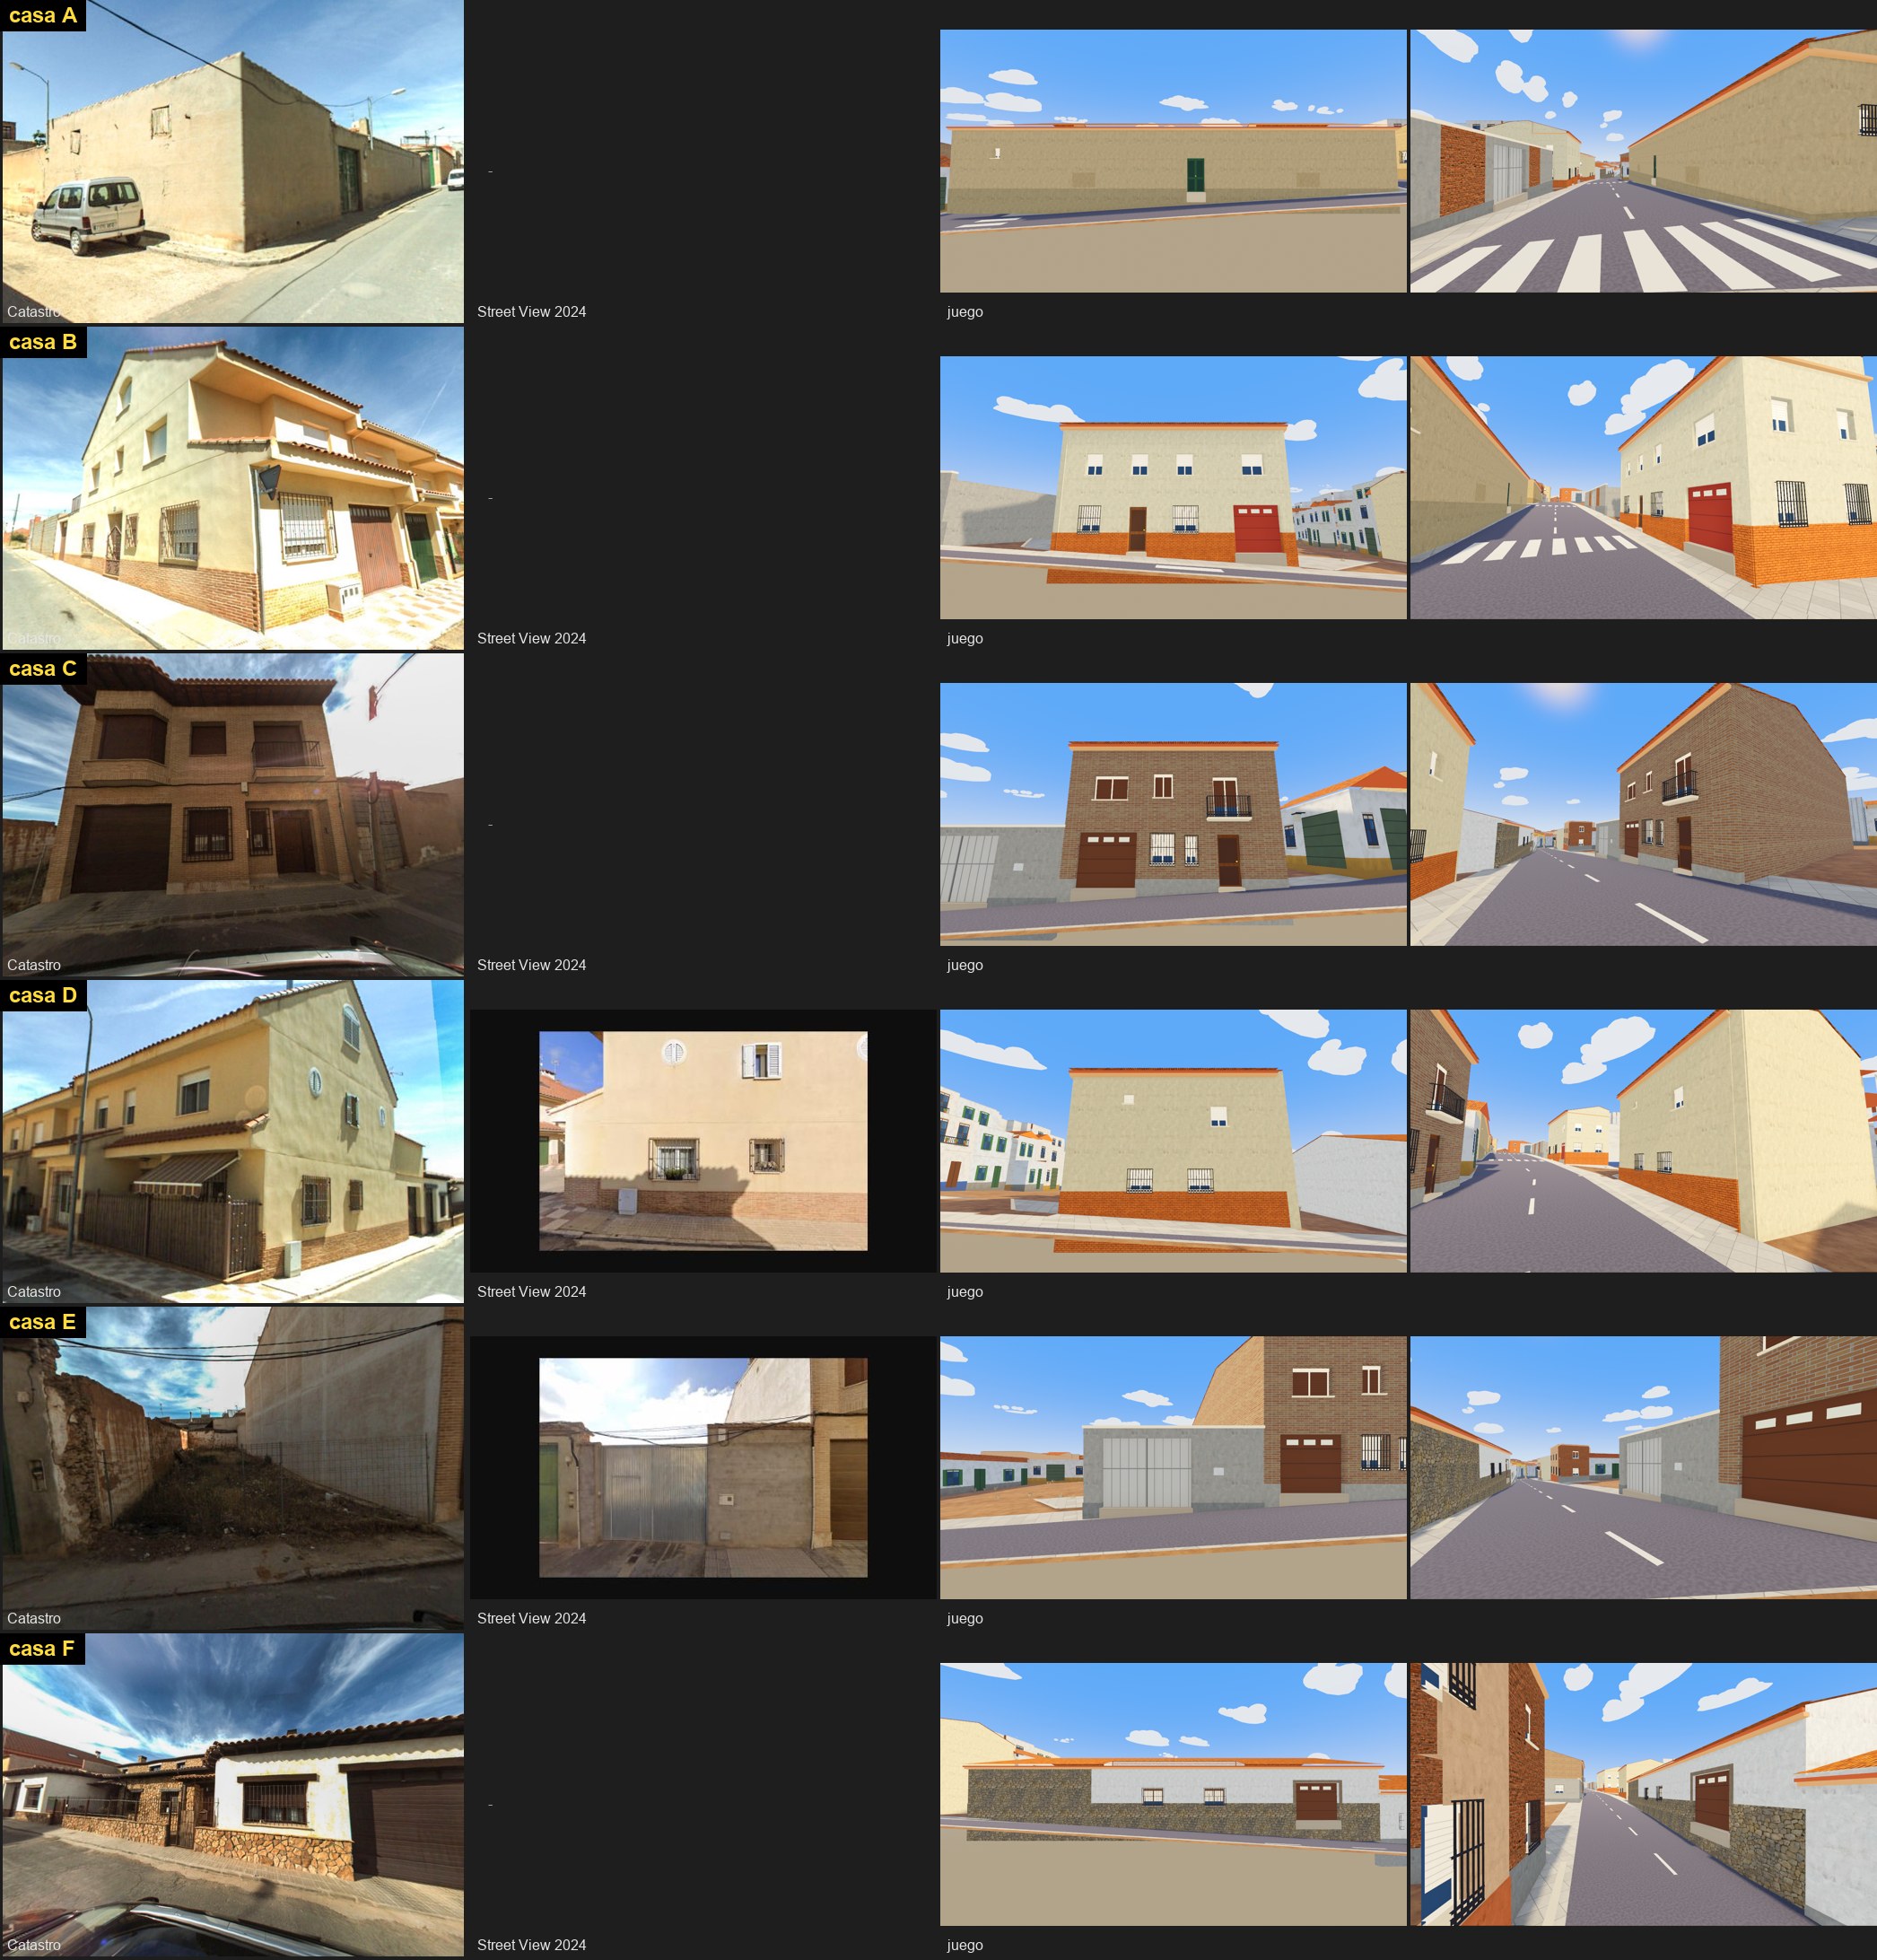 casa A
-
Catastro
Street View 2024
juego
casa B
-
Catastro
Street View 2024
juego
casa C
-
Catastro
Street View 2024
juego
casa D
Catastro
Street View 2024
juego
casa E
Catastro
Street View 2024
juego
casa F
-
Catastro
Street View 2024
juego